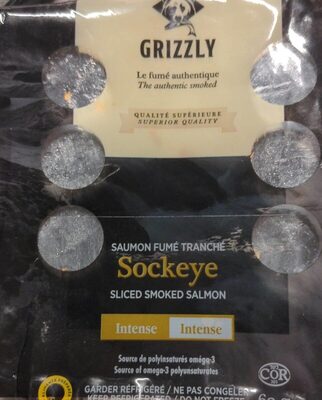 GRIZZLY
Le fumé authentique
The authentic smoked
QUALITÉ SUPÉRIEURE
SUPERIOR QUALITY
SAUMON FUMÉ TRANCHÉ
Sockeye
SLICED SMOKED SALMON
Intense Intense
Source de polyinsaturés oméga-3
Source of omega-3 polyunsaturates
COR
GARDER RÉFRIGÉRÉ / NE PAS CONGELER
KEEP REFRIGERATED / DO NOT FREEZE